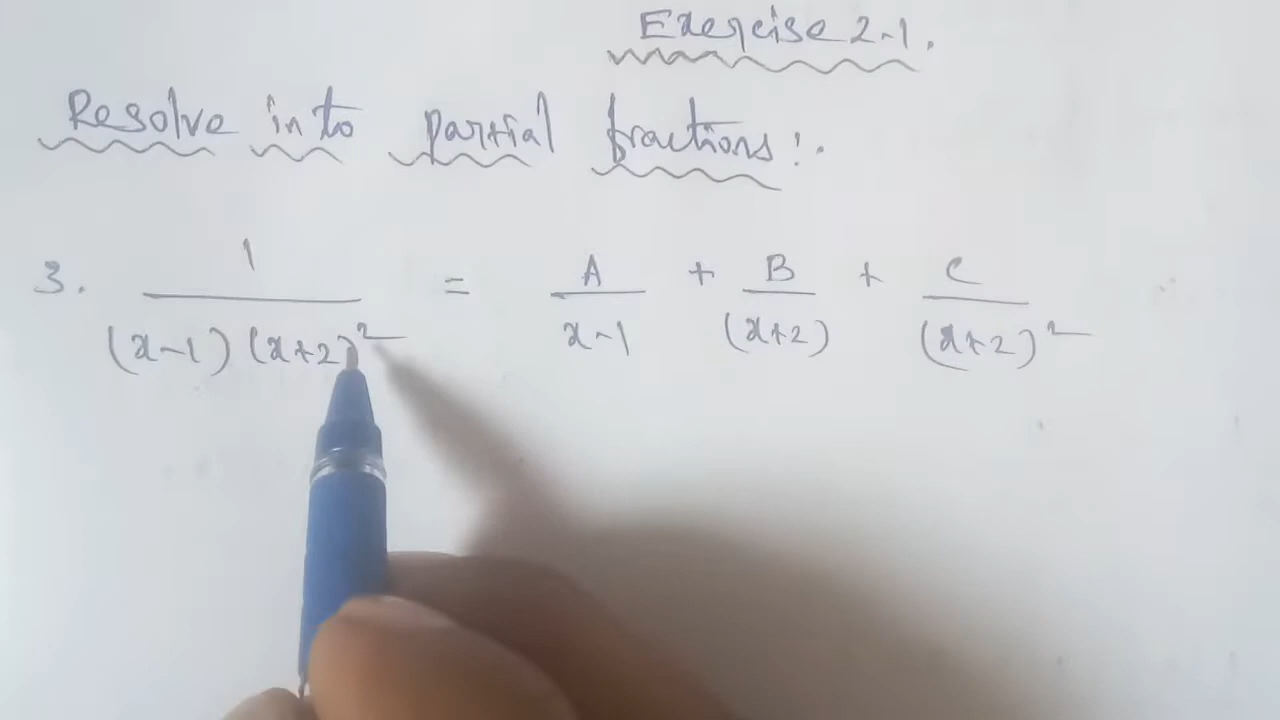 Exercise 2.1.
Resolve into partial fractions:.
3. 1/((x-1)(x+2)²) = A/(x-1) + B/((x+2)) + C/((x+2)²)